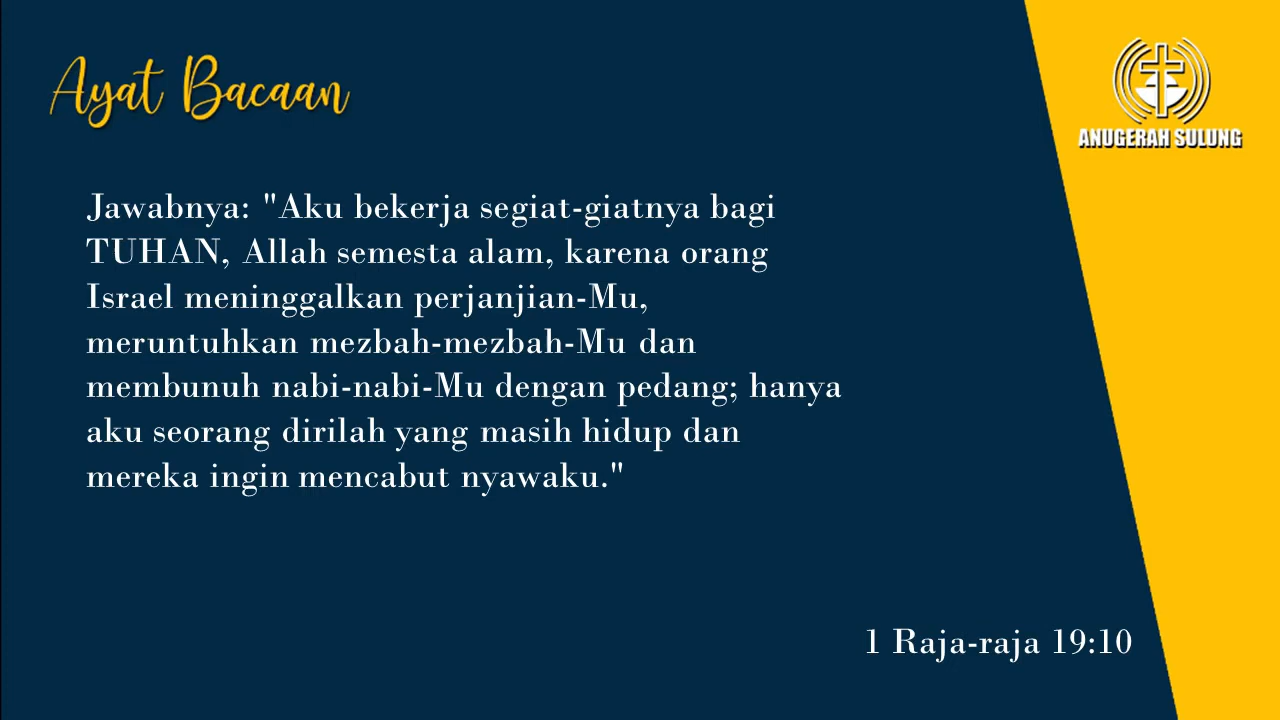 Ayat Bacaan
ANUGERAH SULUNG
Jawabnya: "Aku bekerja segiat-giatnya bagi
TUHAN, Allah semesta alam, karena orang
Israel meninggalkan perjanjian-Mu,
meruntuhkan mezbah-mezbah-Mu dan
membunuh nabi-nabi-Mu dengan pedang; hanya
aku seorang dirilah yang masih hidup dan
mereka ingin mencabut nyawaku."
1 Raja-raja 19:10